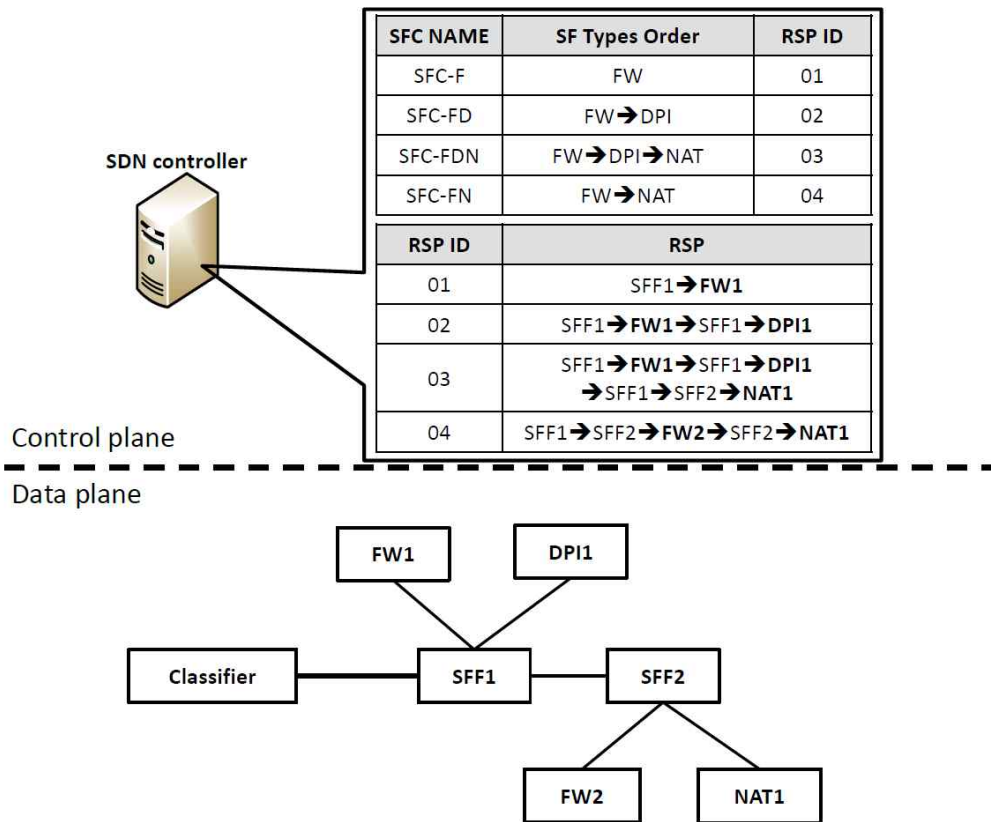 SFC NAME SF Types Order RSP ID
SFC-F FW 01
SFC-FD FW➔DPI 02
SFC-FDN FW➔DPI➔NAT 03
SFC-FN FW➔NAT 04
SDN controller
RSP ID RSP
01 SFF1➔FW1
02 SFF1➔FW1➔SFF1➔DPI1
03 SFF1➔FW1➔SFF1➔DPI1
➔SFF1➔SFF2➔NAT1
04 SFF1➔SFF2➔FW2➔SFF2➔NAT1
Control plane
Data plane
FW1 DPI1
Classifier SFF1 SFF2
FW2 NAT1